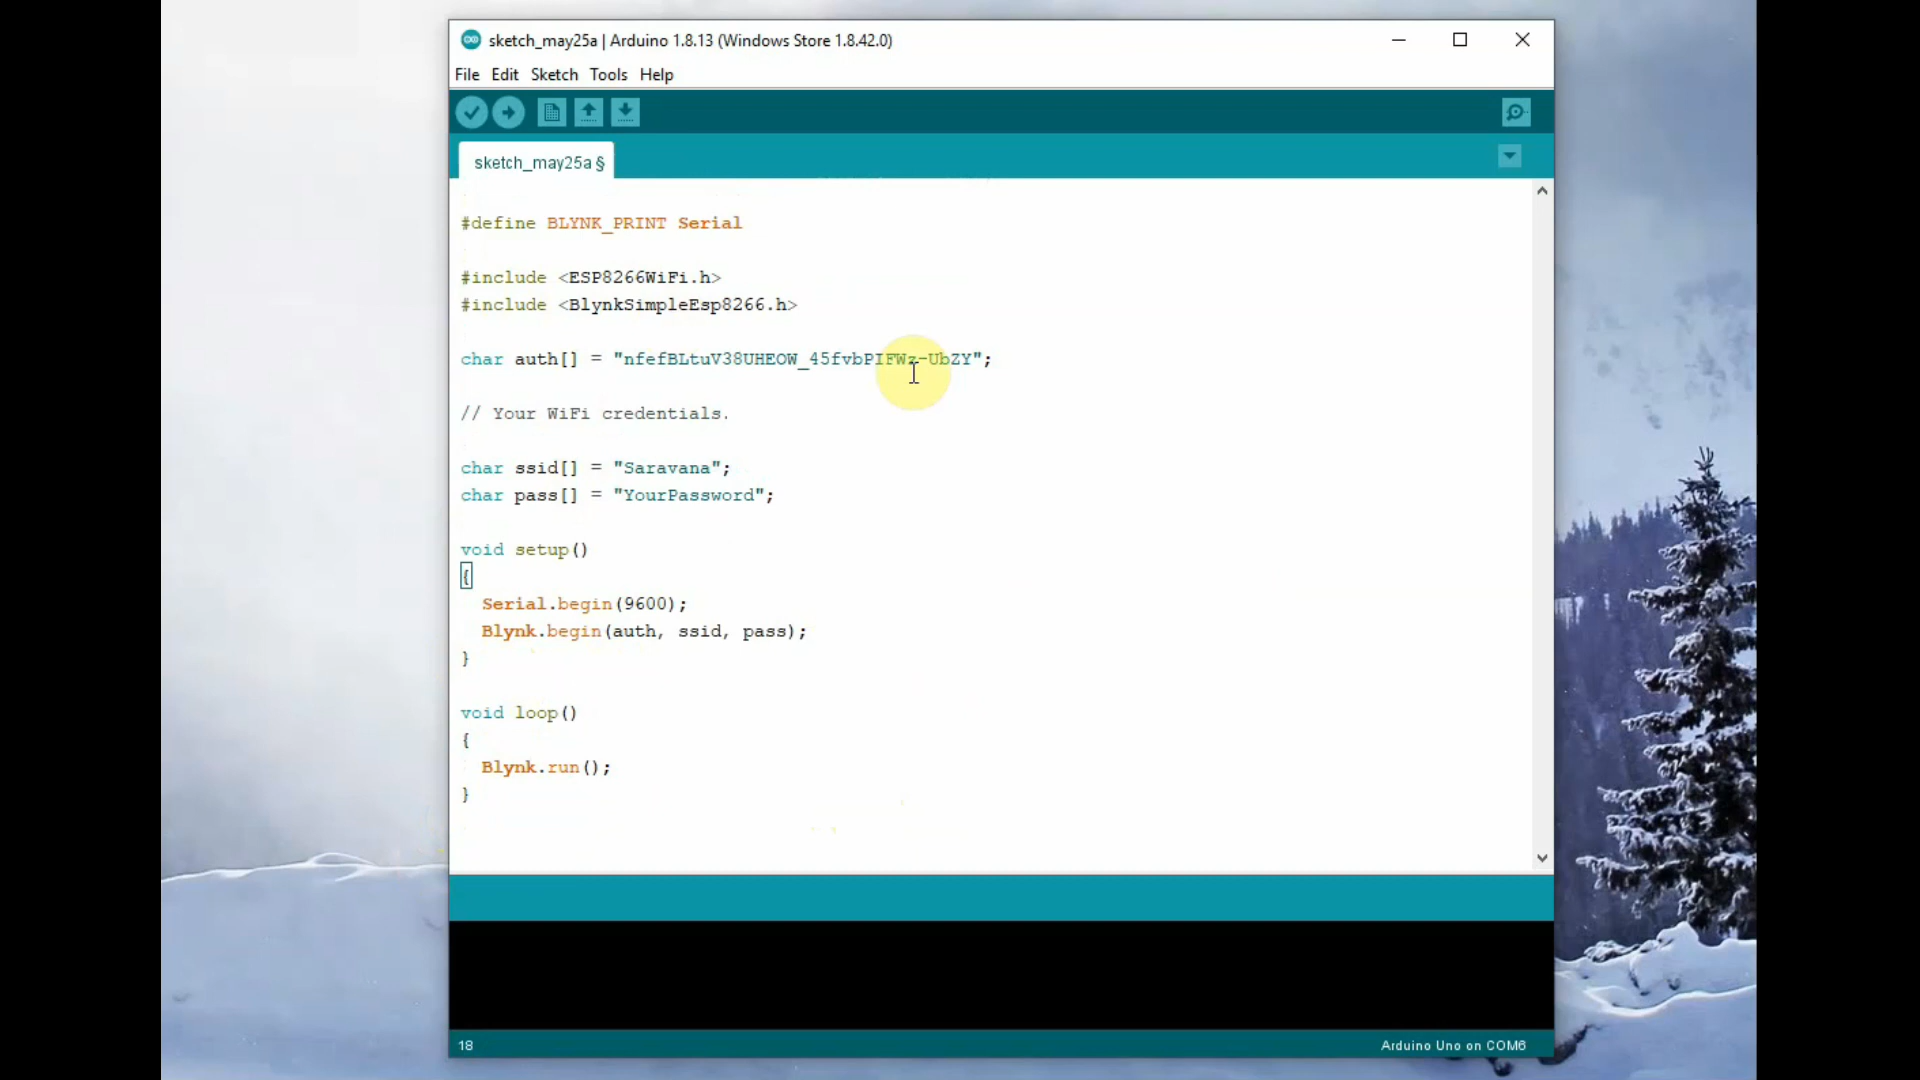 sketch_may25a | Arduino 1.8.13 (Windows Store 1.8.42.0)
File Edit Sketch Tools Help
sketch_may25a §
#define BLYNK_PRINT Serial
#include <ESP8266WiFi.h>
#include <BlynkSimpleEsp8266.h>
char auth[] = "nfefBLtuV38UHEOW_45fvbPIFWz-UbZY";
// Your WiFi credentials.
char ssid[] = "Saravana";
char pass[] = "YourPassword";
void setup()
{
Serial.begin(9600);
Blynk.begin(auth, ssid, pass);
}
void loop()
{
Blynk.run();
}
18
Arduino Uno on COM6